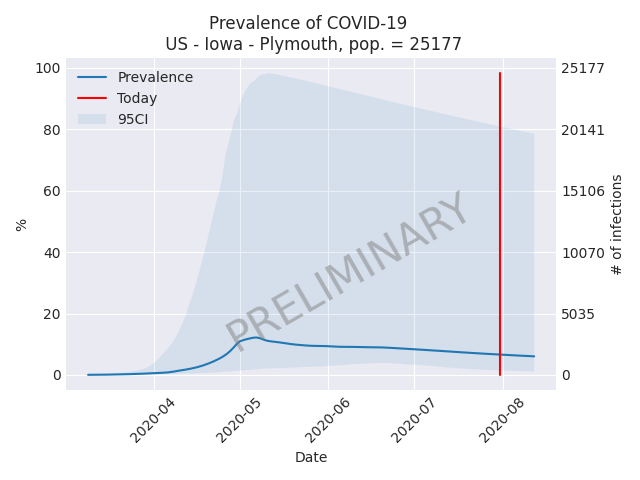 Prevalence of COVID-19
US - Iowa - Plymouth, pop. = 25177
Prevalence
Today
95CI
100
80
60
40
20
0
%
25177
20141
15106
10070
5035
0
# of infections
PRELIMINARY
2020-04
2020-05
2020-06
2020-07
2020-08
Date